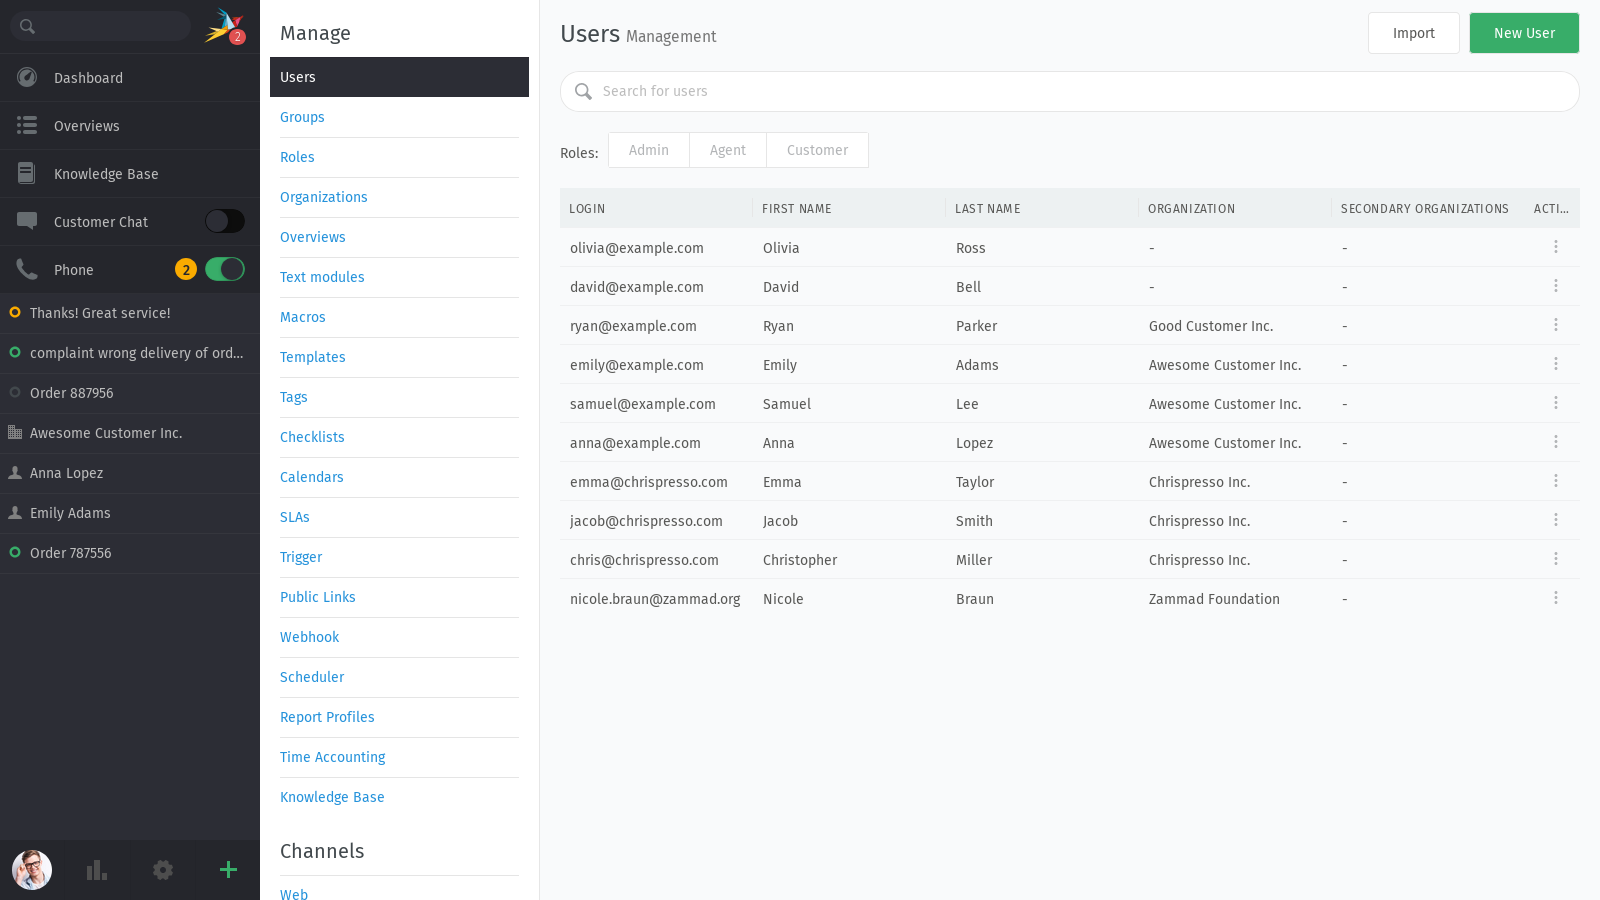 2
Dashboard
Overviews
Knowledge Base
Customer Chat
Phone 2
Thanks! Great service!
complaint wrong delivery of ord...
Order 887956
Awesome Customer Inc.
Anna Lopez
Emily Adams
Order 787556
Manage
Users
Groups
Roles
Organizations
Overviews
Text modules
Macros
Templates
Tags
Checklists
Calendars
SLAs
Trigger
Public Links
Webhook
Scheduler
Report Profiles
Time Accounting
Knowledge Base
Channels
Web
Users Management
Import
New User
Search for users
Roles: Admin Agent Customer
LOGIN FIRST NAME LAST NAME ORGANIZATION SECONDARY ORGANIZATIONS ACTI...
olivia@example.com Olivia Ross - -
david@example.com David Bell - -
ryan@example.com Ryan Parker Good Customer Inc. -
emily@example.com Emily Adams Awesome Customer Inc. -
samuel@example.com Samuel Lee Awesome Customer Inc. -
anna@example.com Anna Lopez Awesome Customer Inc. -
emma@chrispresso.com Emma Taylor Chrispresso Inc. -
jacob@chrispresso.com Jacob Smith Chrispresso Inc. -
chris@chrispresso.com Christopher Miller Chrispresso Inc. -
nicole.braun@zammad.org Nicole Braun Zammad Foundation -